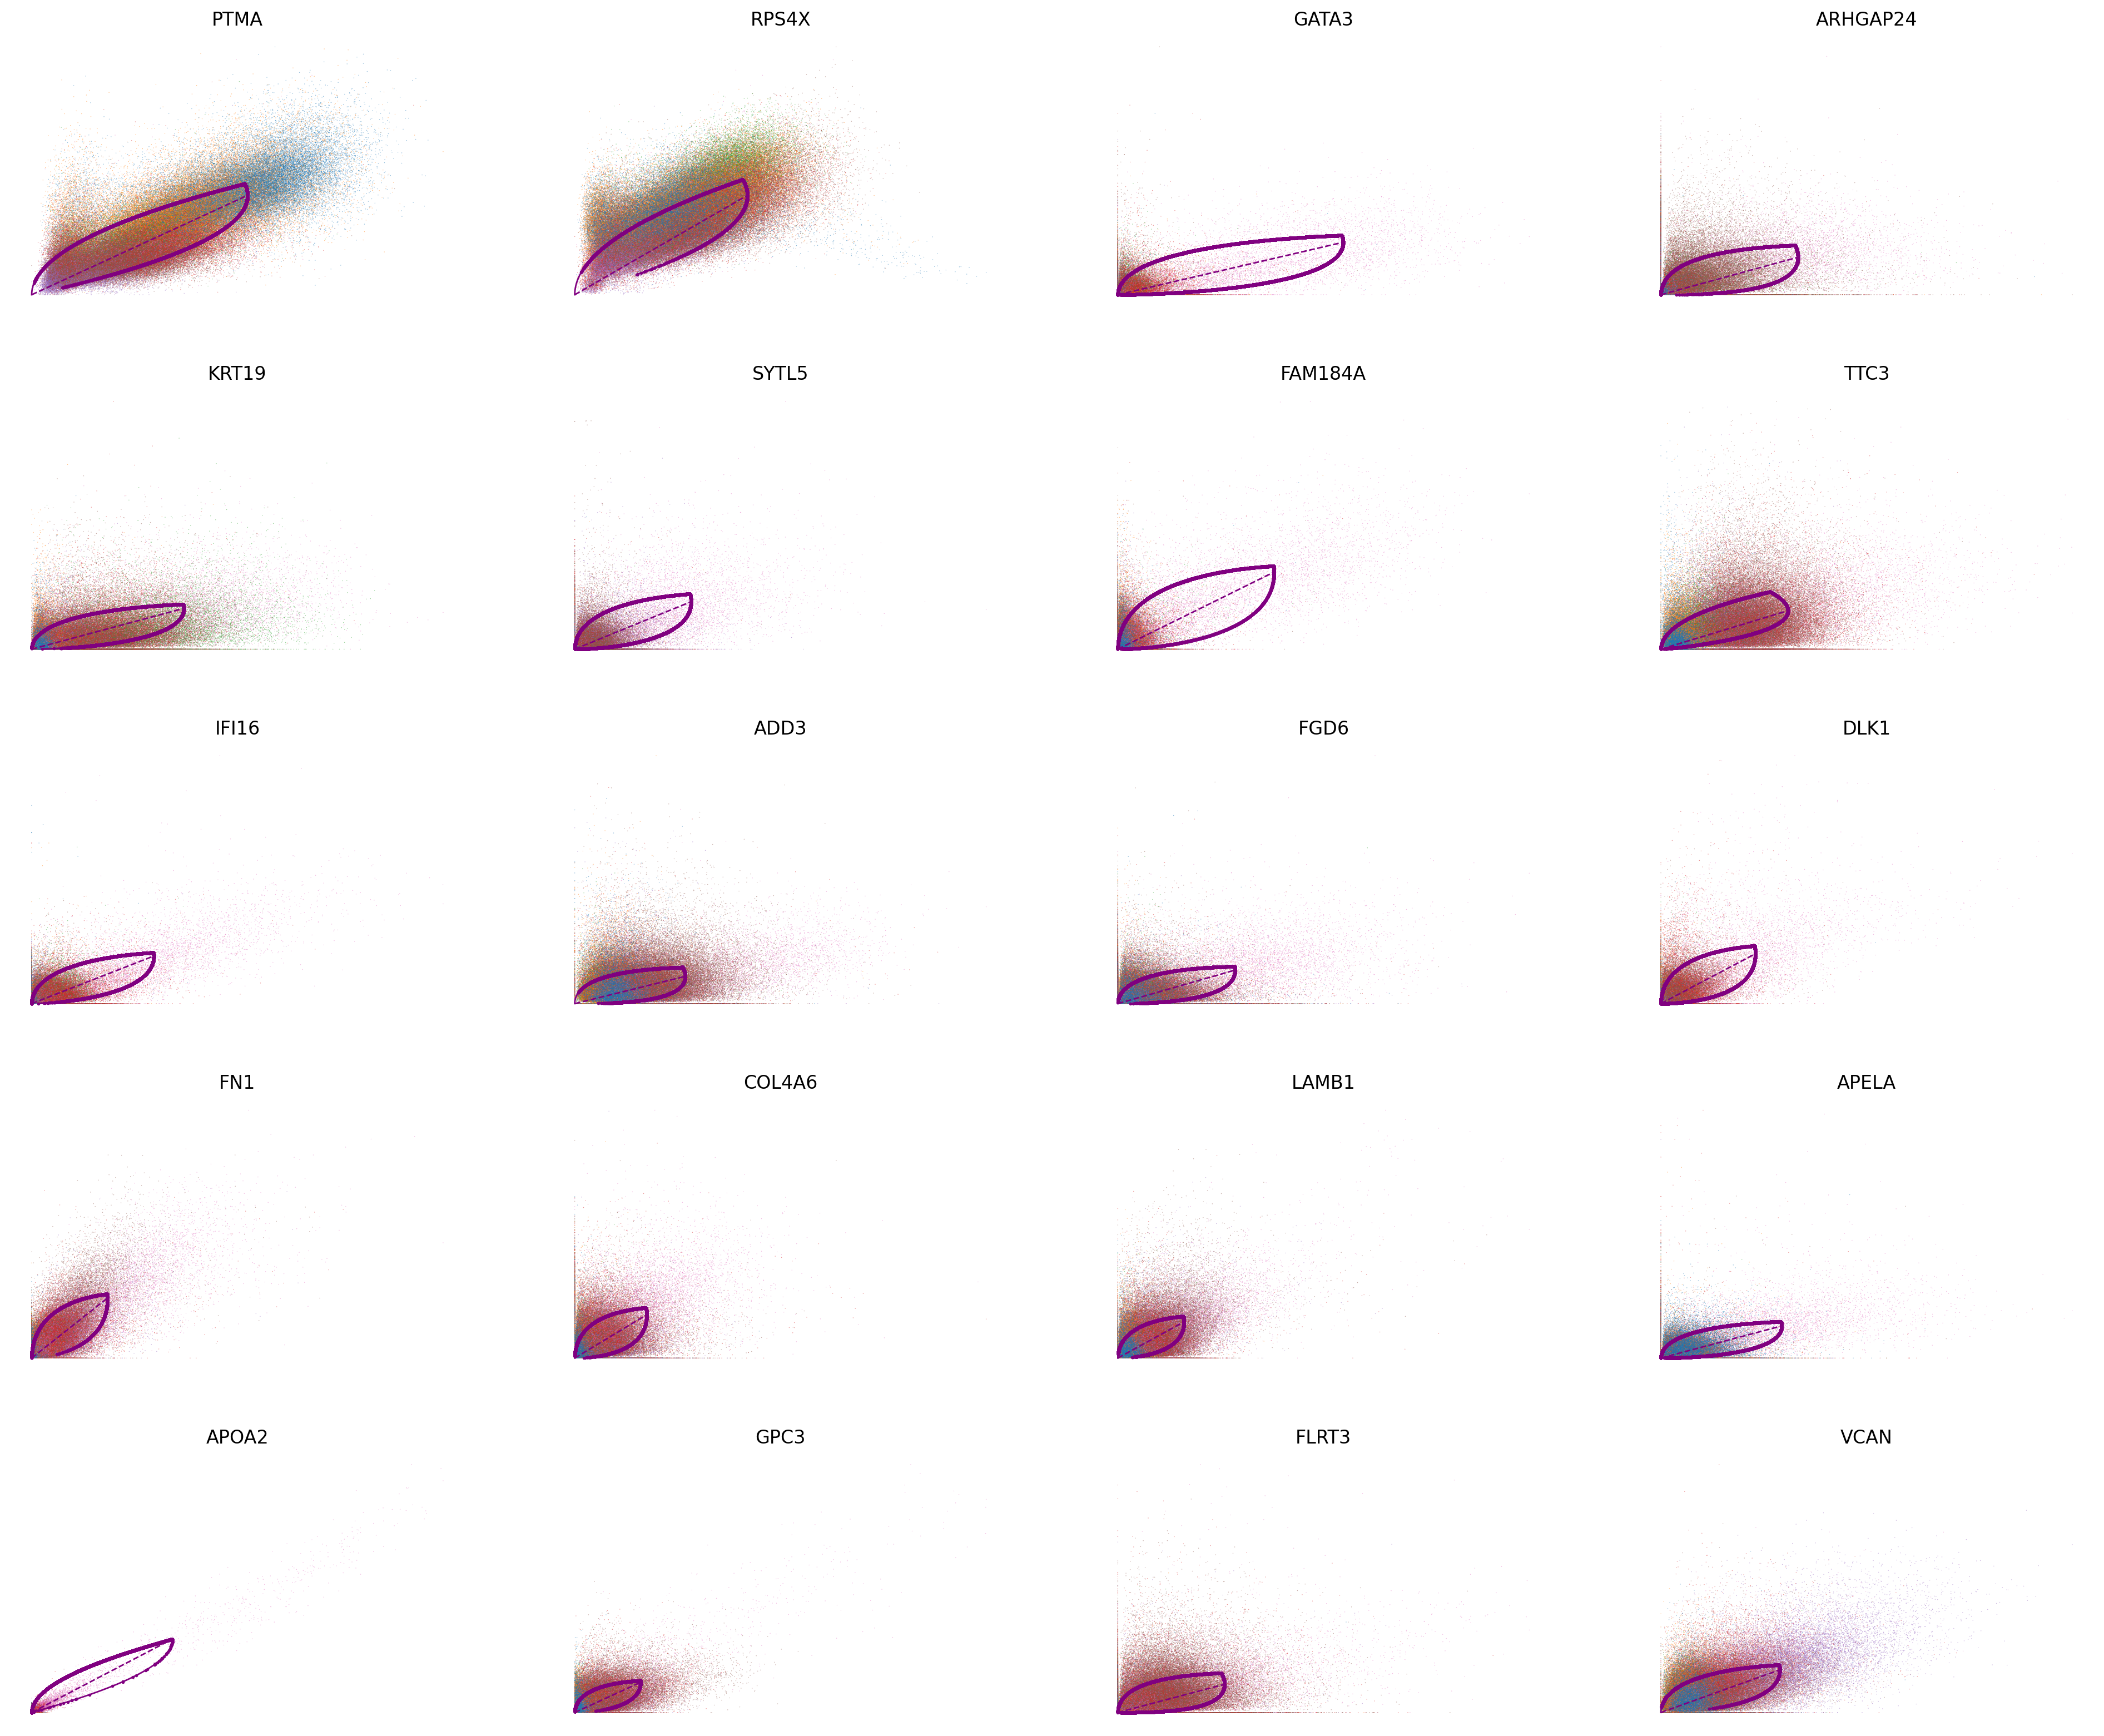 PTMA
RPS4X
GATA3
ARHGAP24
KRT19
SYTL5
FAM184A
TTC3
IFI16
ADD3
FGD6
DLK1
FN1
COL4A6
LAMB1
APELA
APOA2
GPC3
FLRT3
VCAN